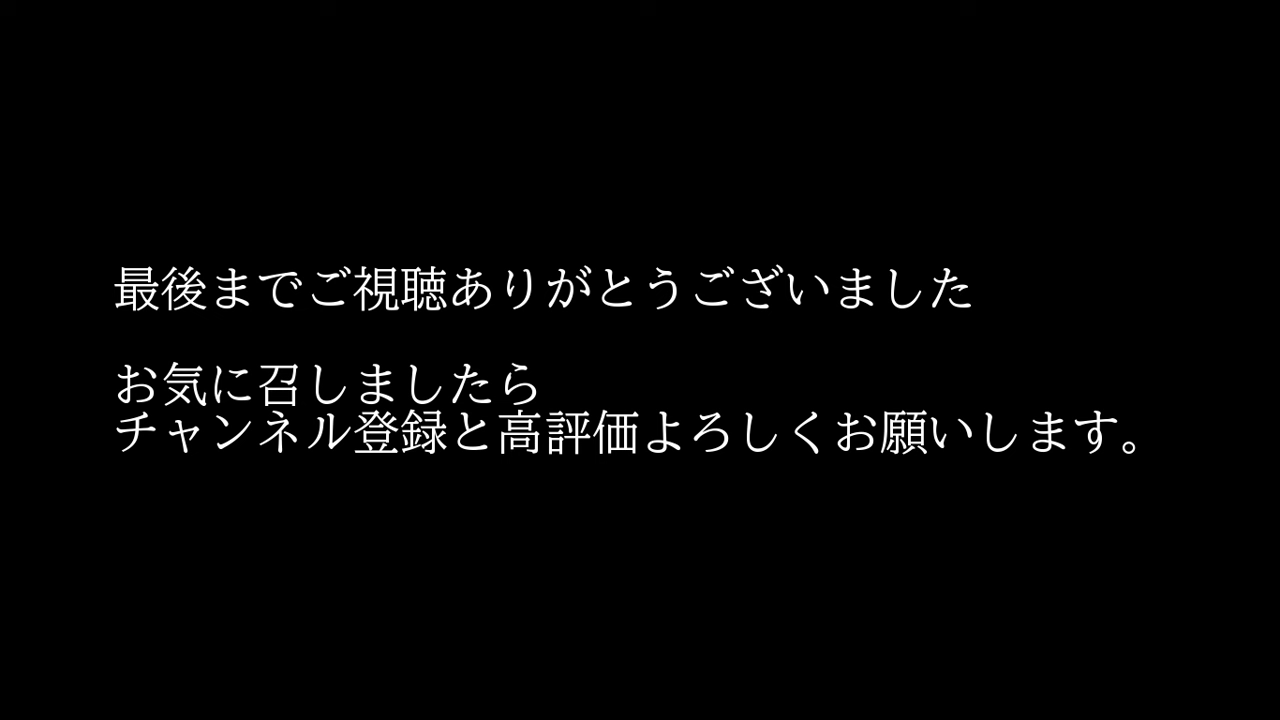 最後までご視聴ありがとうございました
お気に召しましたら
チャンネル登録と高評価よろしくお願いします。